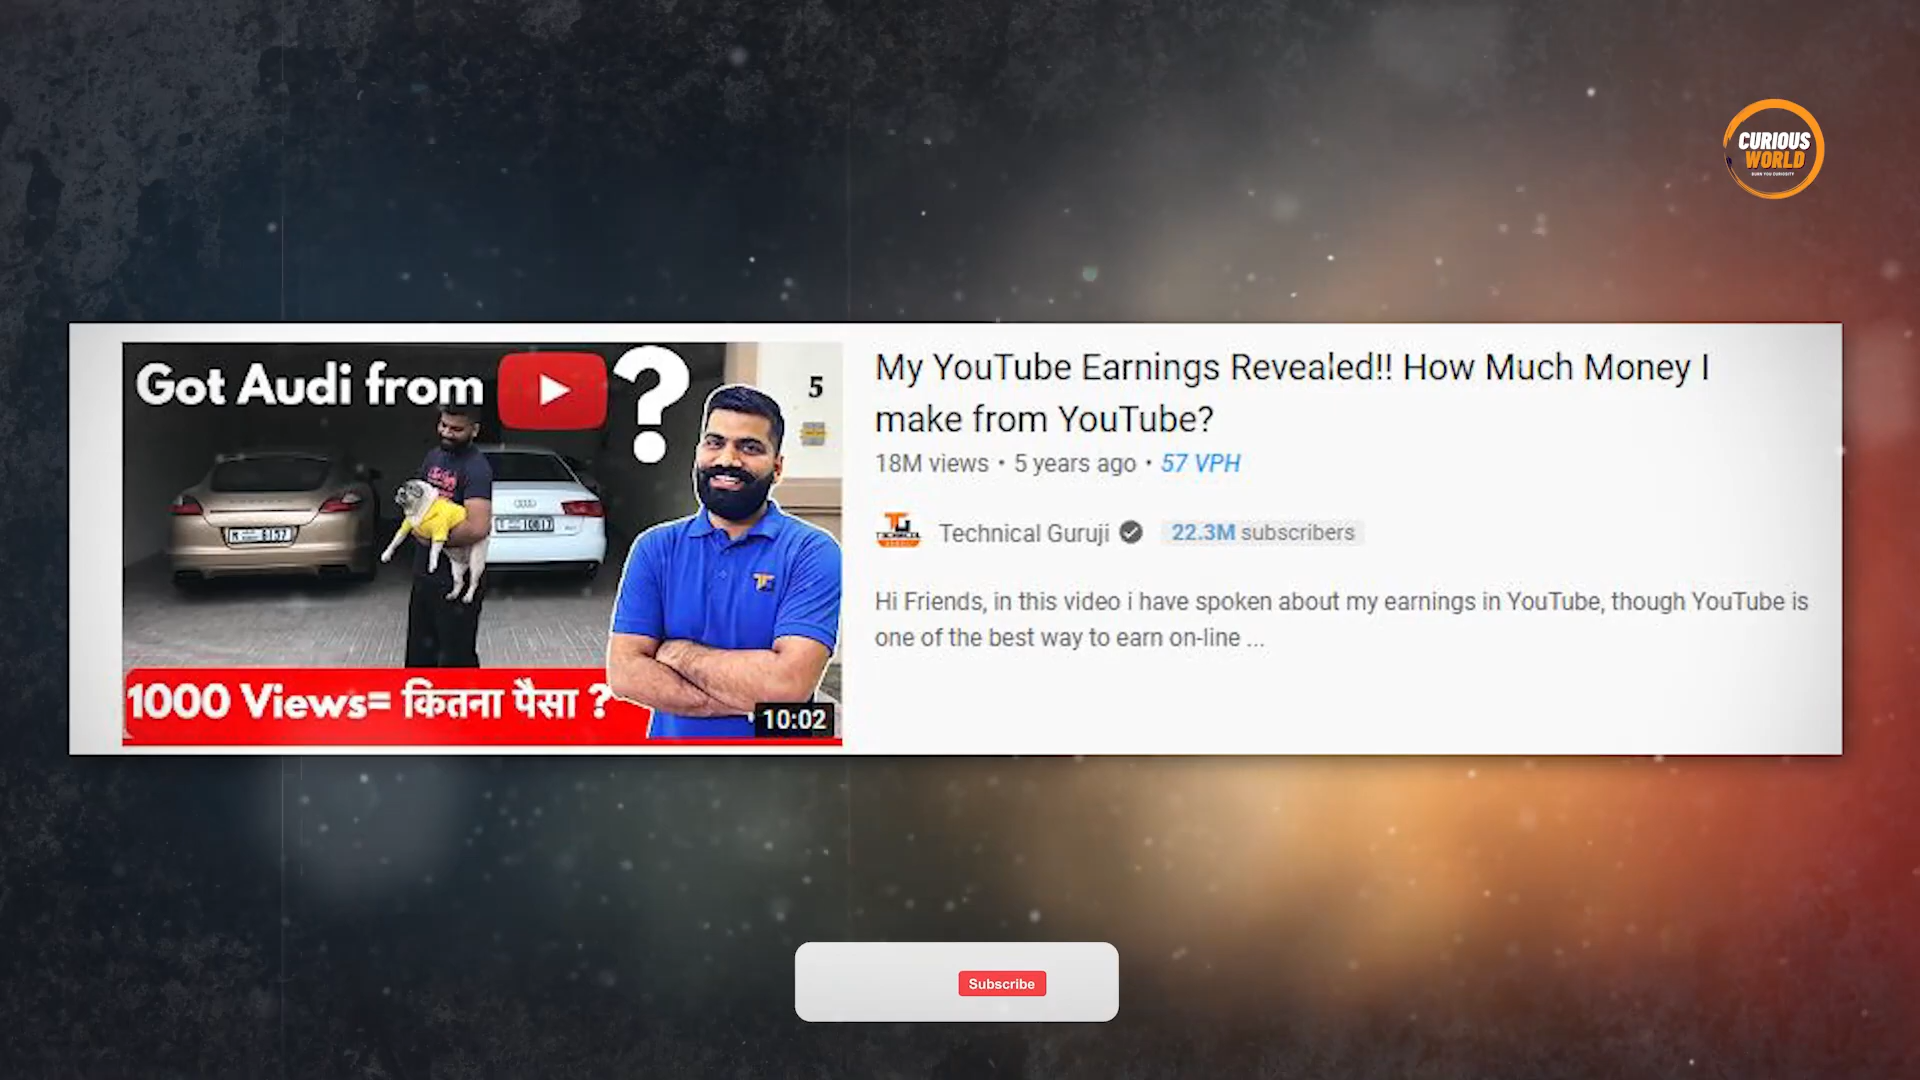 CURIOUS
WORLD
Got Audi from ?
5
1000 Views= कितना पैसा ?
10:02
My YouTube Earnings Revealed!! How Much Money I
make from YouTube?
18M views • 5 years ago • 57 VPH
Technical Guruji 22.3M subscribers
Hi Friends, in this video i have spoken about my earnings in YouTube, though YouTube is
one of the best way to earn on-line ...
Subscribe